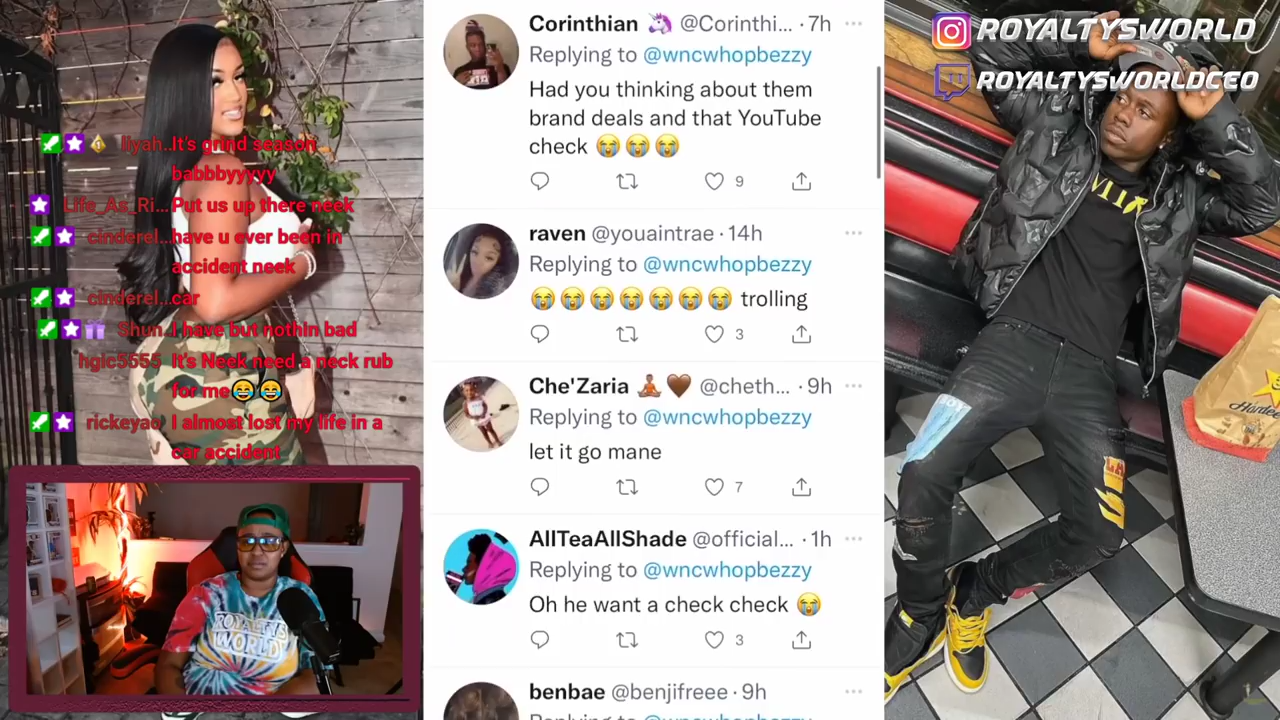 Iiyah..It's grind season
babbbyyyyy
Life_As_Ri...Put us up there neek
cinderel...have u ever been in
accident neek
cinderel...car
Shun..I have but nothin bad
hgic5555 It's Neek need a neck rub
for me😂😂
rickeyao I almost lost my life in a
car accident
ROYALTYS
WORLD
Corinthian 🦄 @Corinthi... · 7h
Replying to @wncwhopbezzy
Had you thinking about them
brand deals and that YouTube
check 😭😭😭
9
raven @youaintrae · 14h
Replying to @wncwhopbezzy
😭😭😭😭😭😭😭 trolling
3
Che'Zaria 🧘🏾🤎 @cheth... · 9h
Replying to @wncwhopbezzy
let it go mane
7
AllTeaAllShade @official... · 1h
Replying to @wncwhopbezzy
Oh he want a check check 😭
3
benbae @benjifreee · 9h
Replying to @wncwhopbezzy
ROYALTYSWORLD
ROYALTYSWORLDCEO